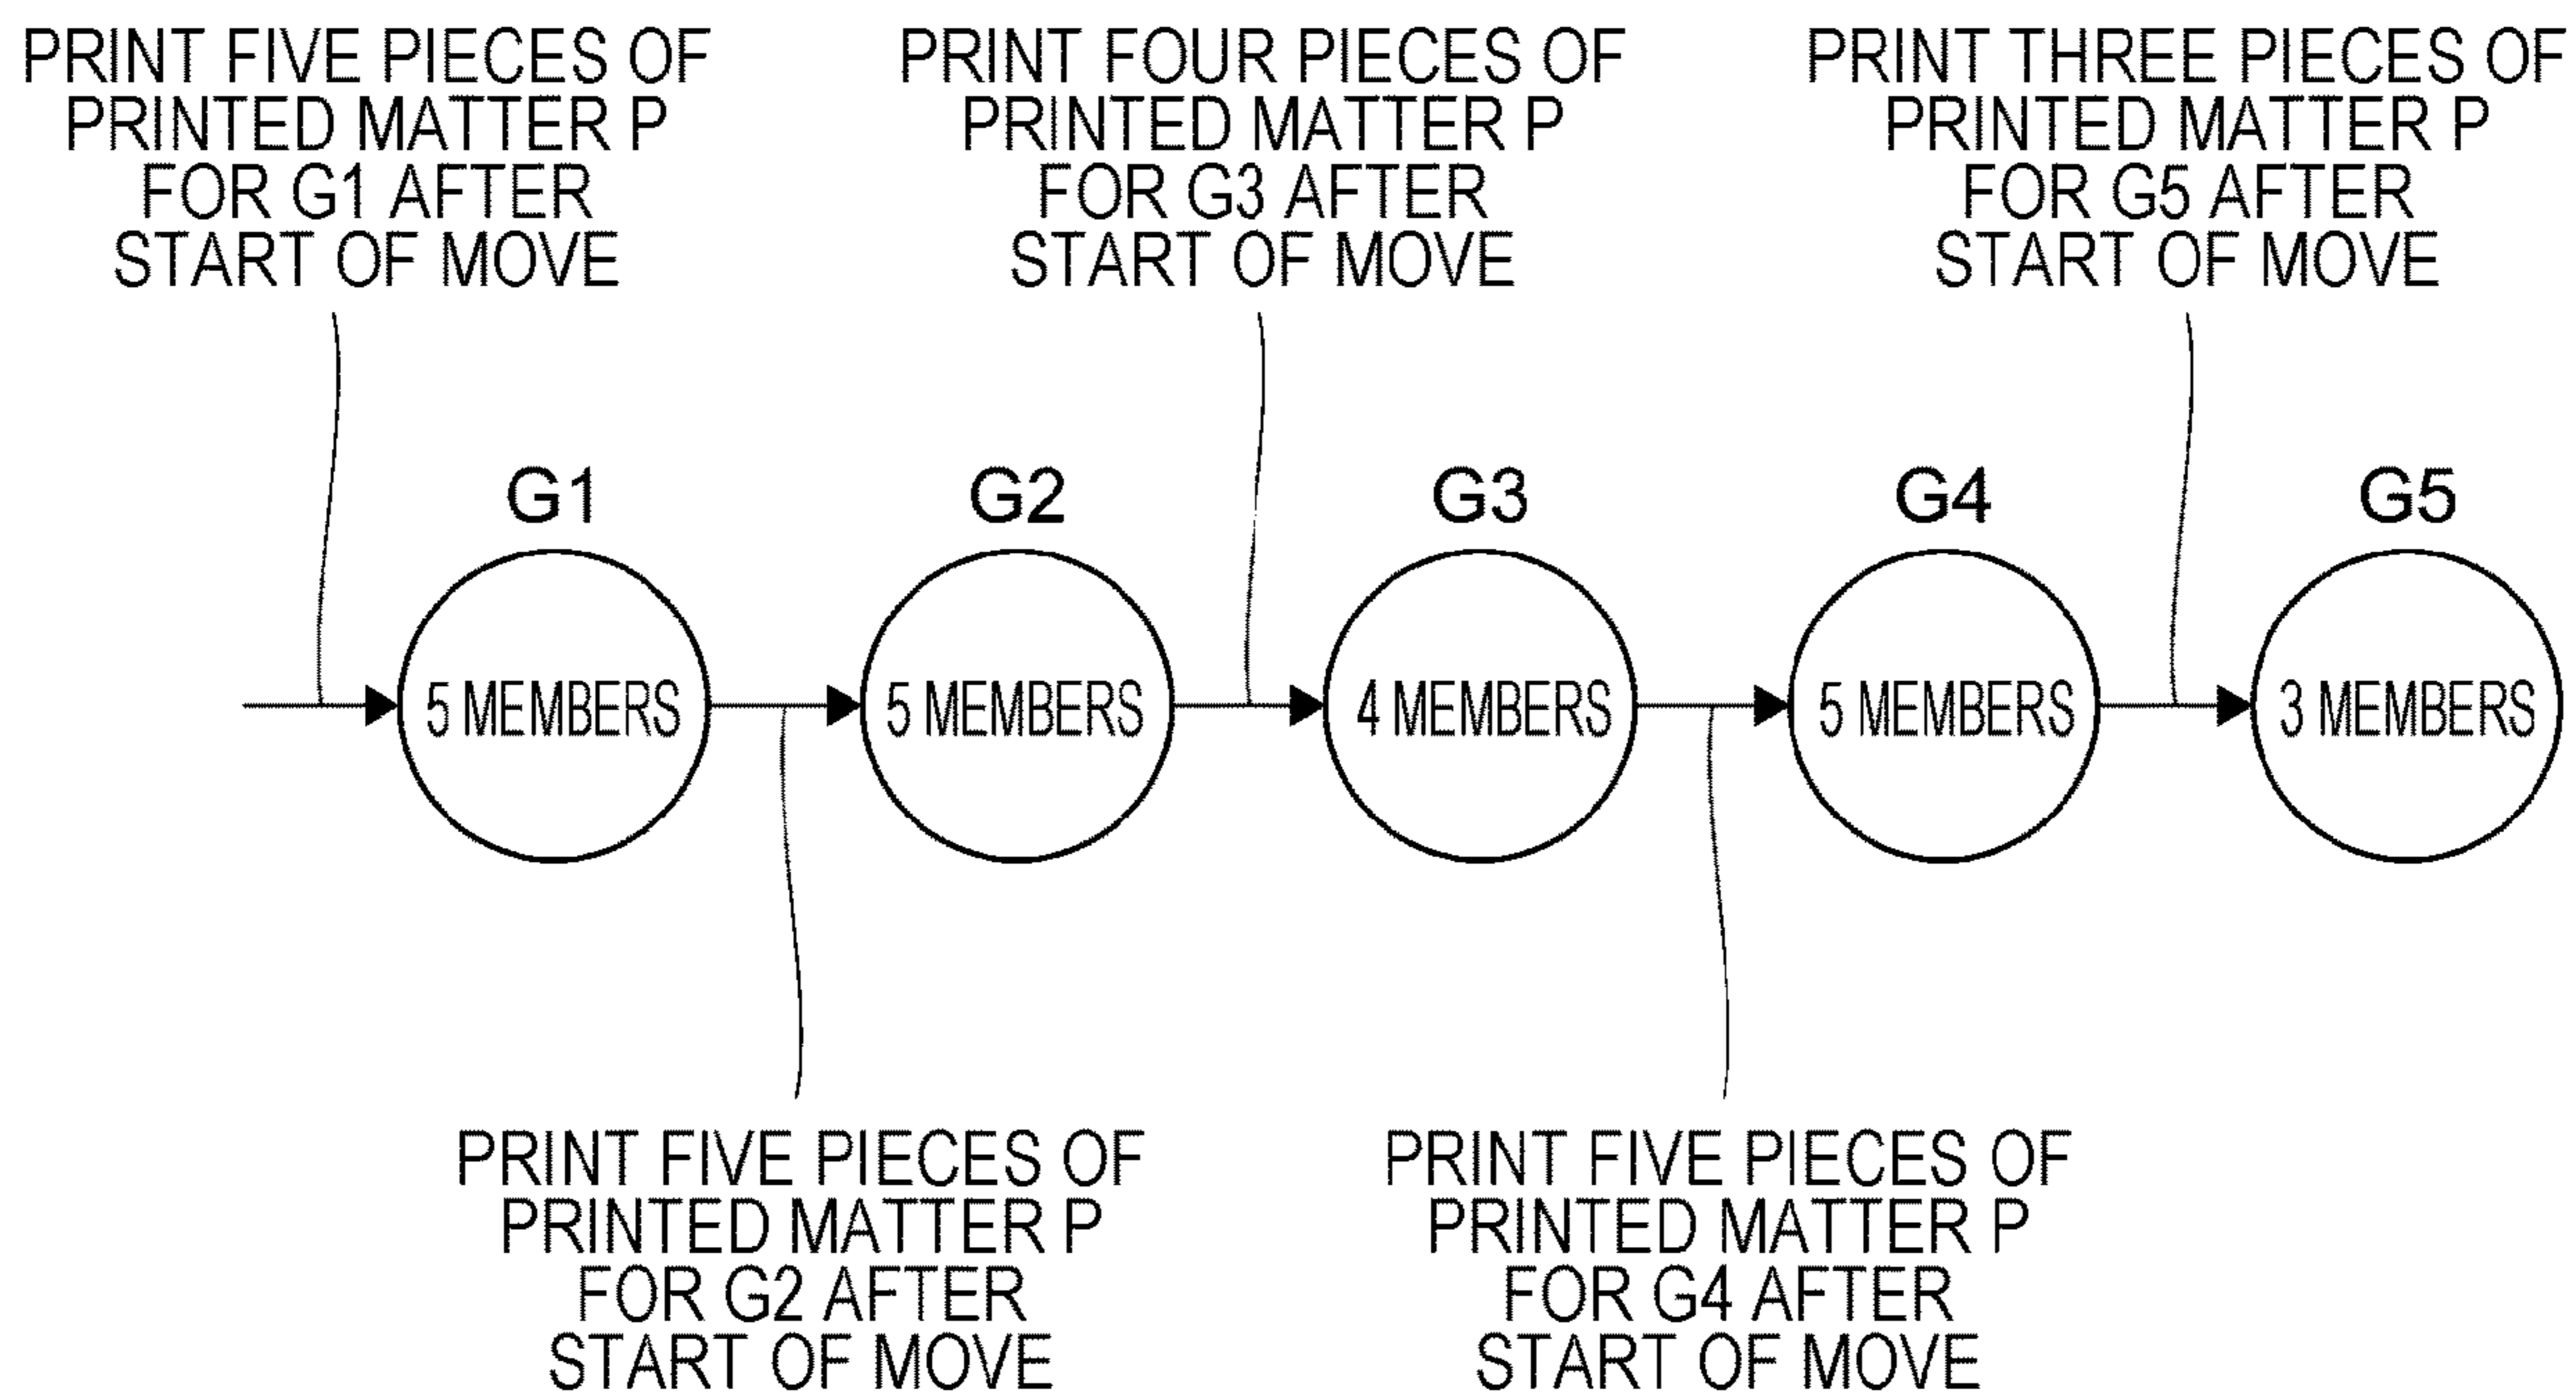 PRINT FIVE PIECES OF
PRINTED MATTER P
FOR G1 AFTER
START OF MOVE
PRINT FOUR PIECES OF
PRINTED MATTER P
FOR G3 AFTER
START OF MOVE
PRINT THREE PIECES OF
PRINTED MATTER P
FOR G5 AFTER
START OF MOVE
G1
G2
G3
G4
G5
5 MEMBERS
5 MEMBERS
4 MEMBERS
5 MEMBERS
3 MEMBERS
PRINT FIVE PIECES OF
PRINTED MATTER P
FOR G2 AFTER
START OF MOVE
PRINT FIVE PIECES OF
PRINTED MATTER P
FOR G4 AFTER
START OF MOVE